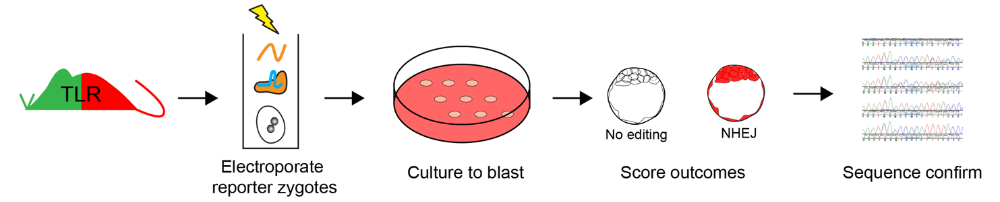 TLR
Electroporate
reporter zygotes
Culture to blast
No editing
NHEJ
Score outcomes
Sequence confirm